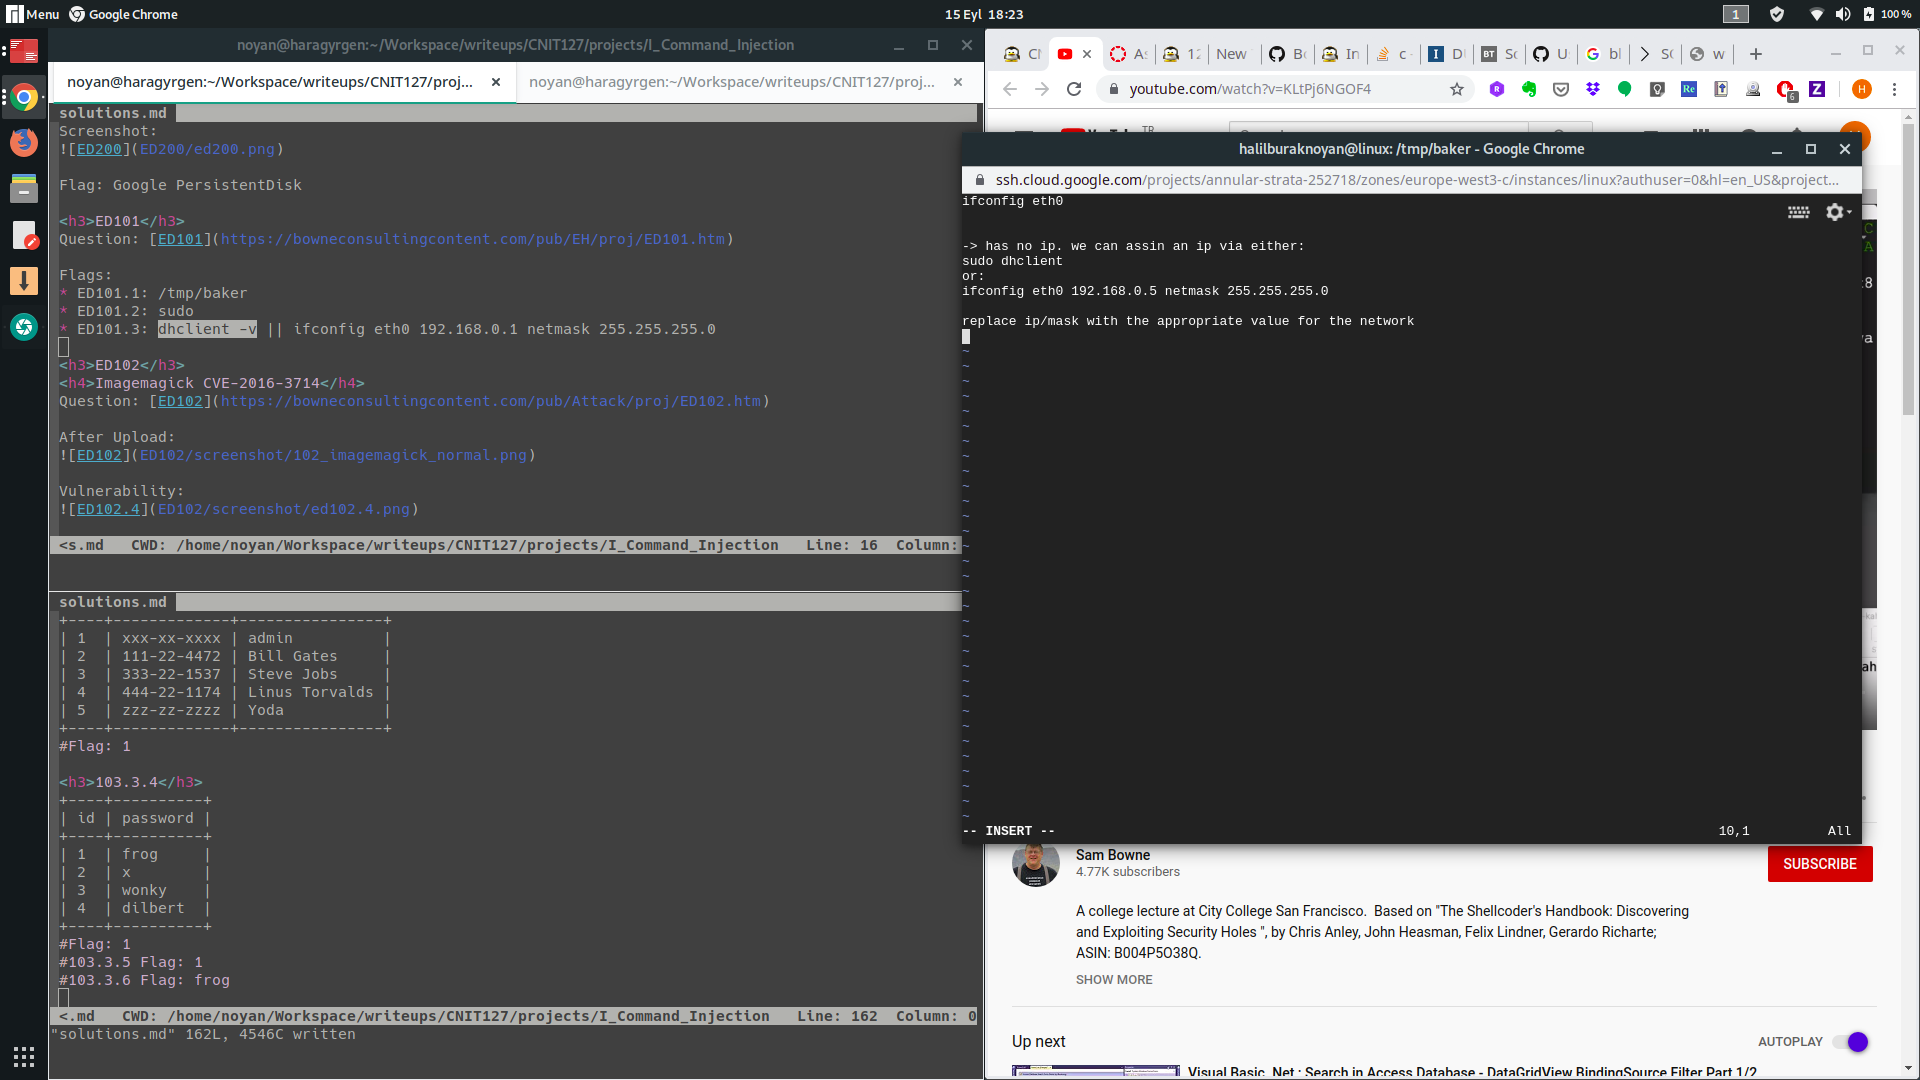 Menu Google Chrome
15 Eyl 18:23
1
100 %
noyan@haragyrgen:~/Workspace/writeups/CNIT127/projects/I_Command_Injection
noyan@haragyrgen:~/Workspace/writeups/CNIT127/proj...
noyan@haragyrgen:~/Workspace/writeups/CNIT127/proj...
solutions.md
Screenshot:
![ED200](ED200/ed200.png)
Flag: Google PersistentDisk
<h3>ED101</h3>
Question: [ED101](https://bowneconsultingcontent.com/pub/EH/proj/ED101.htm)
Flags:
* ED101.1: /tmp/baker
* ED101.2: sudo
* ED101.3: dhclient -v || ifconfig eth0 192.168.0.1 netmask 255.255.255.0
<h3>ED102</h3>
<h4>Imagemagick CVE-2016-3714</h4>
Question: [ED102](https://bowneconsultingcontent.com/pub/Attack/proj/ED102.htm)
After Upload:
![ED102](ED102/screenshot/102_imagemagick_normal.png)
Vulnerability:
![ED102.4](ED102/screenshot/ed102.4.png)
<s.md CWD: /home/noyan/Workspace/writeups/CNIT127/projects/I_Command_Injection Line: 16 Column:
solutions.md
+----+-------------+----------------+
| 1 | xxx-xx-xxxx | admin |
| 2 | 111-22-4472 | Bill Gates |
| 3 | 333-22-1537 | Steve Jobs |
| 4 | 444-22-1174 | Linus Torvalds |
| 5 | zzz-zz-zzzz | Yoda |
+----+-------------+----------------+
#Flag: 1
<h3>103.3.4</h3>
+----+----------+
| id | password |
+----+----------+
| 1 | frog |
| 2 | x |
| 3 | wonky |
| 4 | dilbert |
+----+----------+
#Flag: 1
#103.3.5 Flag: 1
#103.3.6 Flag: frog
<.md CWD: /home/noyan/Workspace/writeups/CNIT127/projects/I_Command_Injection Line: 162 Column: 0
"solutions.md" 162L, 4546C written
New
youtube.com/watch?v=KLtPj6NGOF4
halilburaknoyan@linux: /tmp/baker - Google Chrome
ssh.cloud.google.com/projects/annular-strata-252718/zones/europe-west3-c/instances/linux?authuser=0&hl=en_US&project...
ifconfig eth0
-> has no ip. we can assin an ip via either:
sudo dhclient
or:
ifconfig eth0 192.168.0.5 netmask 255.255.255.0
replace ip/mask with the appropriate value for the network
-- INSERT -- 10,1 All
Sam Bowne
4.77K subscribers
SUBSCRIBE
A college lecture at City College San Francisco. Based on "The Shellcoder's Handbook: Discovering
and Exploiting Security Holes ", by Chris Anley, John Heasman, Felix Lindner, Gerardo Richarte;
ASIN: B004P5O38Q.
SHOW MORE
Up next
AUTOPLAY
Visual Basic .Net : Search in Access Database - DataGridView BindingSource Filter Part 1/2